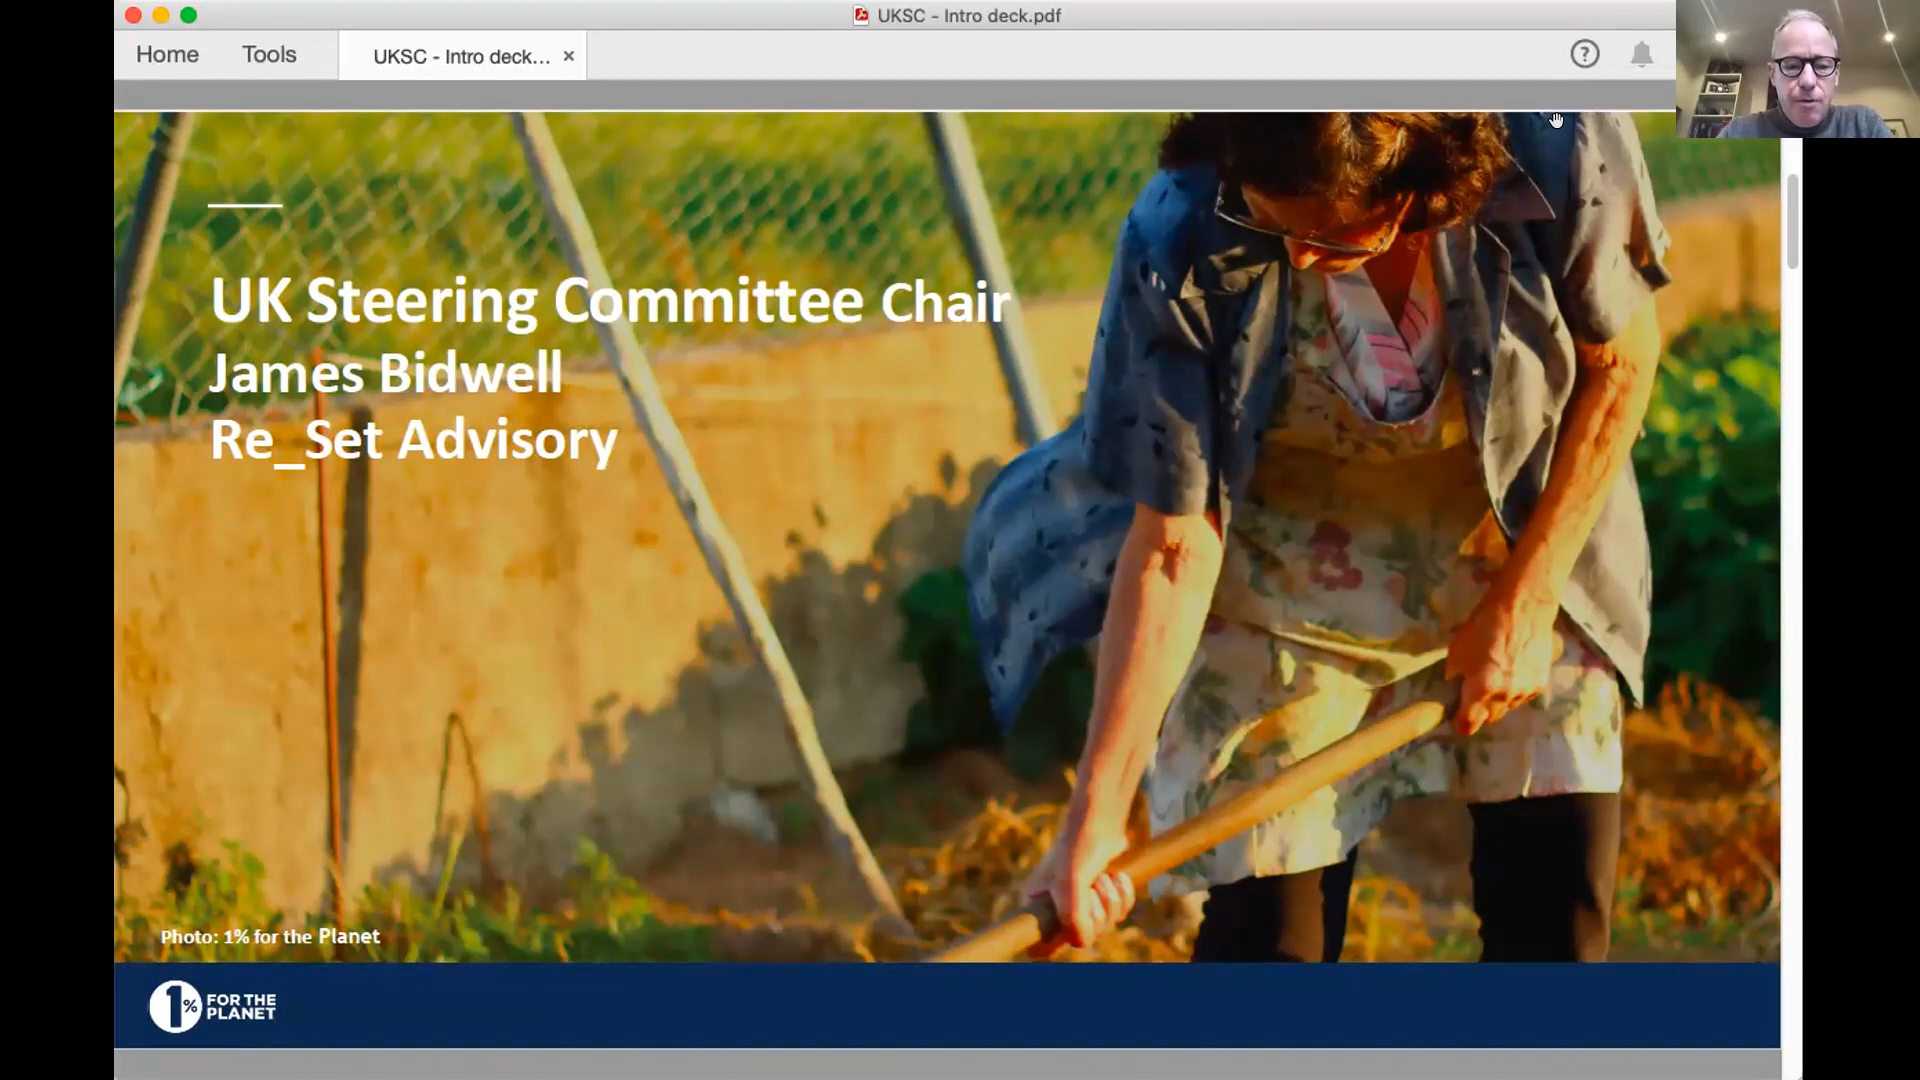 UKSC - Intro deck.pdf
Home
Tools
UKSC - Intro deck...
UK Steering Committee Chair
James Bidwell
Re_Set Advisory
Photo: 1% for the Planet
1%
FOR THE
PLANET